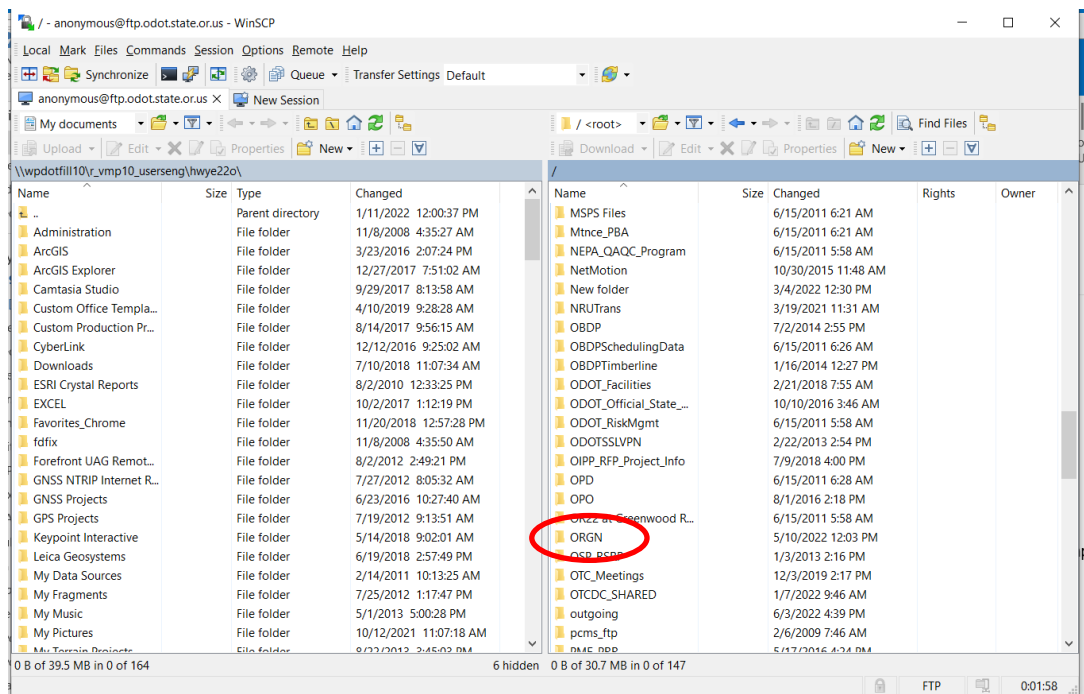 / - anonymous@ftp.odot.state.or.us - WinSCP
Local Mark Files Commands Session Options Remote Help
Synchronize Queue Transfer Settings Default
anonymous@ftp.odot.state.or.us New Session
My documents / <root> Find Files
Upload Edit Properties New Download Edit Properties New
\\wpdotfill10\r_vmp10_userseng\hwye22o\ /
Name Size Type Changed Name Size Changed Rights Owner
.. Parent directory 1/11/2022 12:00:37 PM MSPS Files 6/15/2011 6:21 AM
Administration File folder 11/8/2008 4:35:27 AM Mtnce_PBA 6/15/2011 6:21 AM
ArcGIS File folder 3/23/2016 2:07:24 PM NEPA_QAQC_Program 6/15/2011 5:58 AM
ArcGIS Explorer File folder 12/27/2017 7:51:02 AM NetMotion 10/30/2015 11:48 AM
Camtasia Studio File folder 9/29/2017 8:13:58 AM New folder 3/4/2022 12:30 PM
Custom Office Templa... File folder 4/10/2019 9:28:28 AM NRUTrans 3/19/2021 11:31 AM
Custom Production Pr... File folder 8/14/2017 9:56:15 AM OBDP 7/2/2014 2:55 PM
CyberLink File folder 12/12/2016 9:25:02 AM OBDPSchedulingData 6/15/2011 6:26 AM
Downloads File folder 7/10/2018 11:07:34 AM OBDPTimberline 1/16/2014 12:27 PM
ESRI Crystal Reports File folder 8/2/2010 12:33:25 PM ODOT_Facilities 2/21/2018 7:55 AM
EXCEL File folder 10/2/2017 1:12:19 PM ODOT_Official_State_... 10/10/2016 3:46 AM
Favorites_Chrome File folder 11/20/2018 12:57:28 PM ODOT_RiskMgmt 6/15/2011 5:58 AM
fdfix File folder 11/8/2008 4:35:50 AM ODOTSSLVPN 2/22/2013 2:54 PM
Forefront UAG Remot... File folder 8/2/2012 2:49:21 PM OIPP_RFP_Project_Info 7/9/2018 4:00 PM
GNSS NTRIP Internet R... File folder 7/27/2012 8:05:32 AM OPD 6/15/2011 6:28 AM
GNSS Projects File folder 6/23/2016 10:27:40 AM OPO 8/1/2016 2:18 PM
GPS Projects File folder 7/19/2012 9:13:51 AM OR22 at Greenwood R... 6/15/2011 5:58 AM
Keypoint Interactive File folder 5/14/2018 9:02:01 AM ORGN 5/10/2022 12:03 PM
Leica Geosystems File folder 6/19/2018 2:57:49 PM 1/3/2013 2:16 PM
My Data Sources File folder 2/14/2011 10:13:25 AM OTC_Meetings 12/3/2019 2:17 PM
My Fragments File folder 7/25/2012 1:17:47 PM OTCDC_SHARED 1/7/2022 9:46 AM
My Music File folder 5/1/2013 5:00:28 PM outgoing 6/3/2022 4:39 PM
My Pictures File folder 10/12/2021 11:07:18 AM pcms_ftp 2/6/2009 7:46 AM
My Terrain Projects File folder 8/22/2013 3:45:03 PM 5/17/2016 4:24 PM
0 B of 39.5 MB in 0 of 164 6 hidden 0 B of 30.7 MB in 0 of 147
FTP 0:01:58